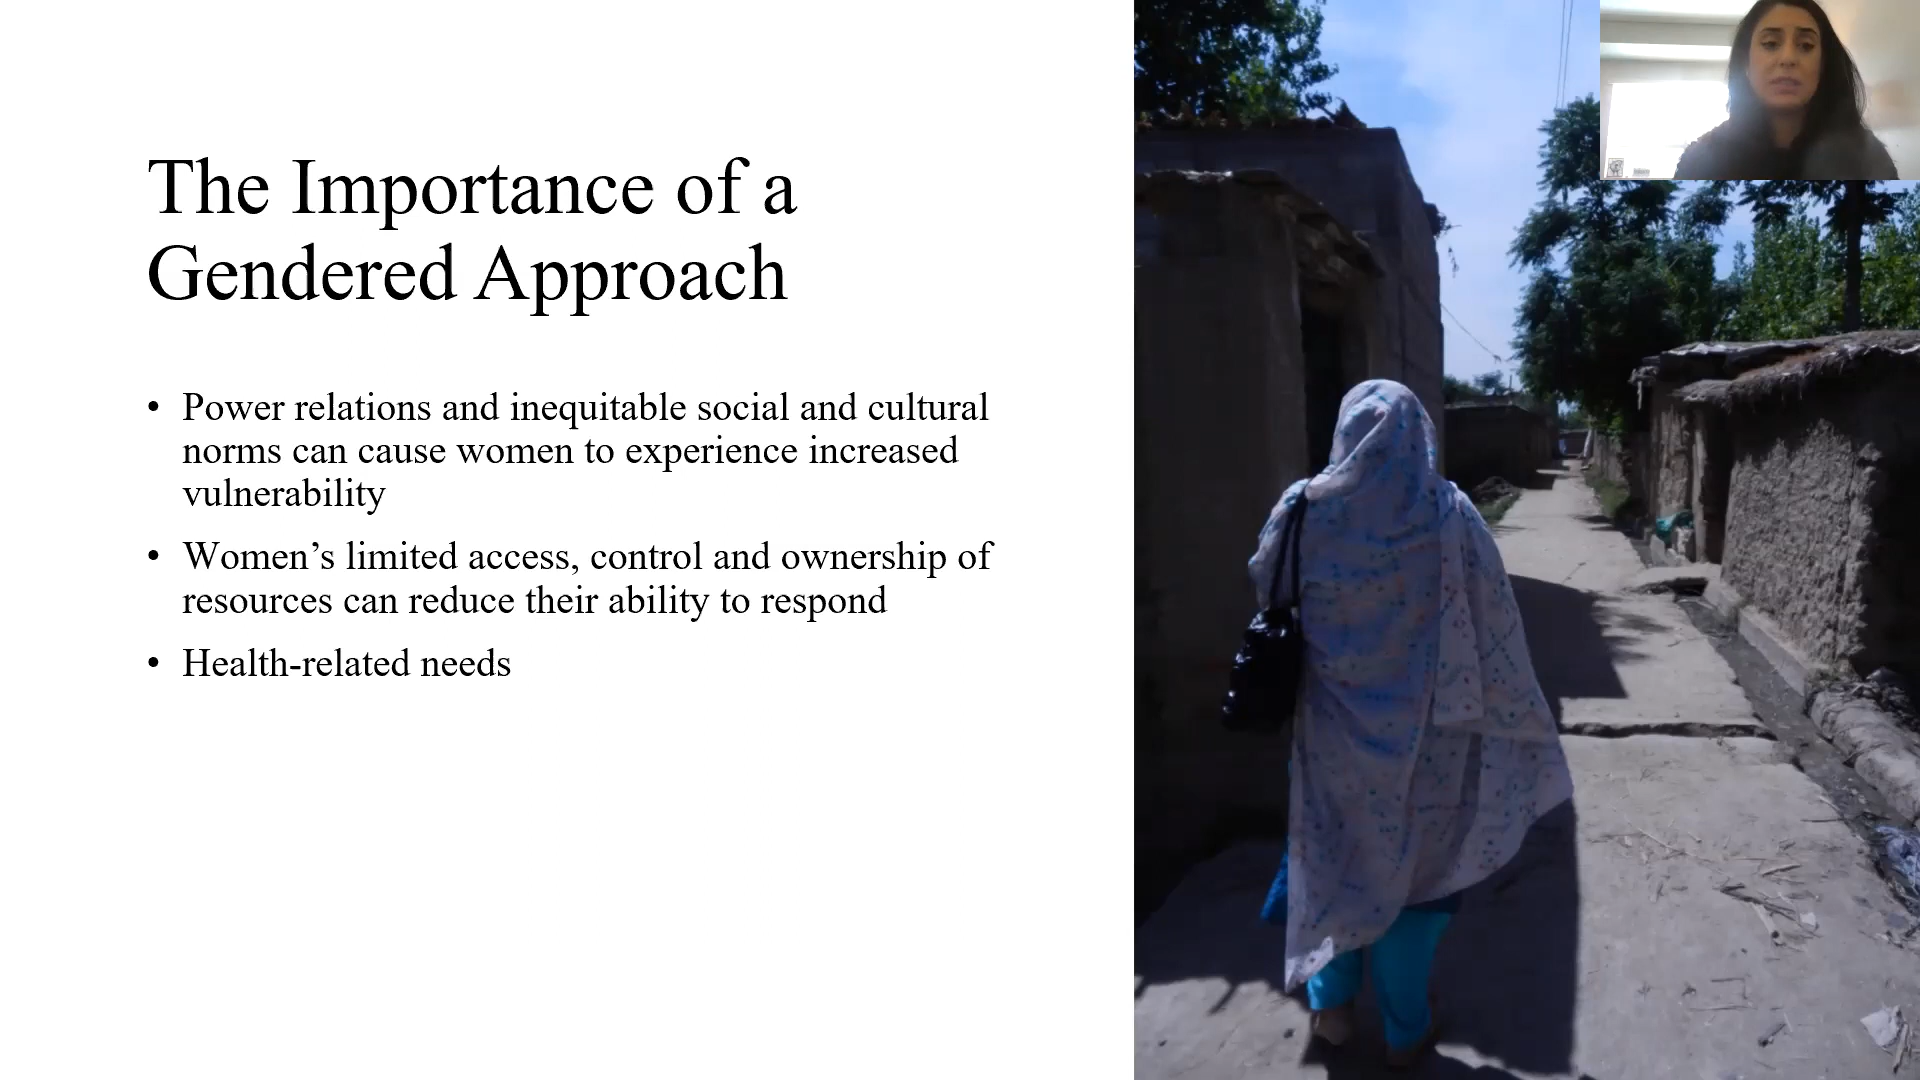 The Importance of a
Gendered Approach
• Power relations and inequitable social and cultural
norms can cause women to experience increased
vulnerability
• Women’s limited access, control and ownership of
resources can reduce their ability to respond
• Health-related needs